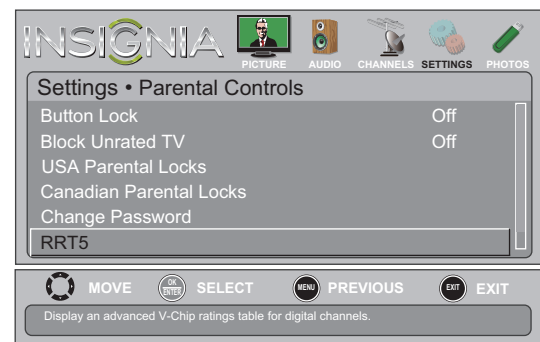 INSIGNIA
PICTURE AUDIO CHANNELS SETTINGS PHOTOS
Settings • Parental Controls
Button Lock Off
Block Unrated TV Off
USA Parental Locks
Canadian Parental Locks
Change Password
RRT5
MOVE OK ENTER SELECT MENU PREVIOUS EXIT EXIT
Display an advanced V-Chip ratings table for digital channels.